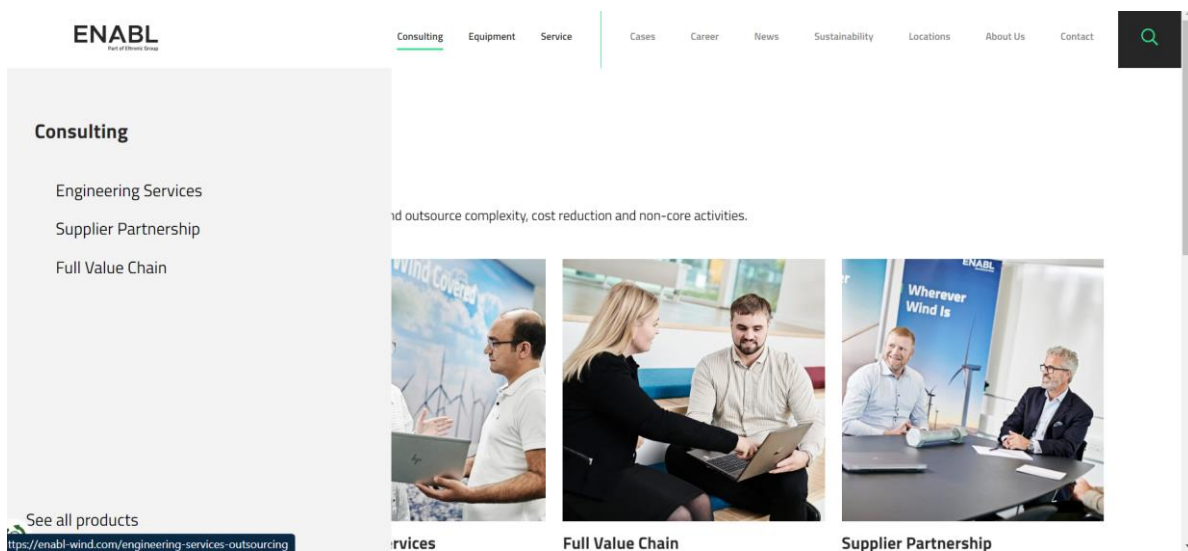 ENABL
Part of Eltronic Group
Consulting Equipment Service Cases Career News Sustainability Locations About Us Contact
Consulting
Engineering Services
Supplier Partnership
Full Value Chain
nd outsource complexity, cost reduction and non-core activities.
Wind Covered
ENABL
Wherever
Wind Is
hp
See all products
ttps://enabl-wind.com/engineering-services-outsourcing
rvices Full Value Chain Supplier Partnership